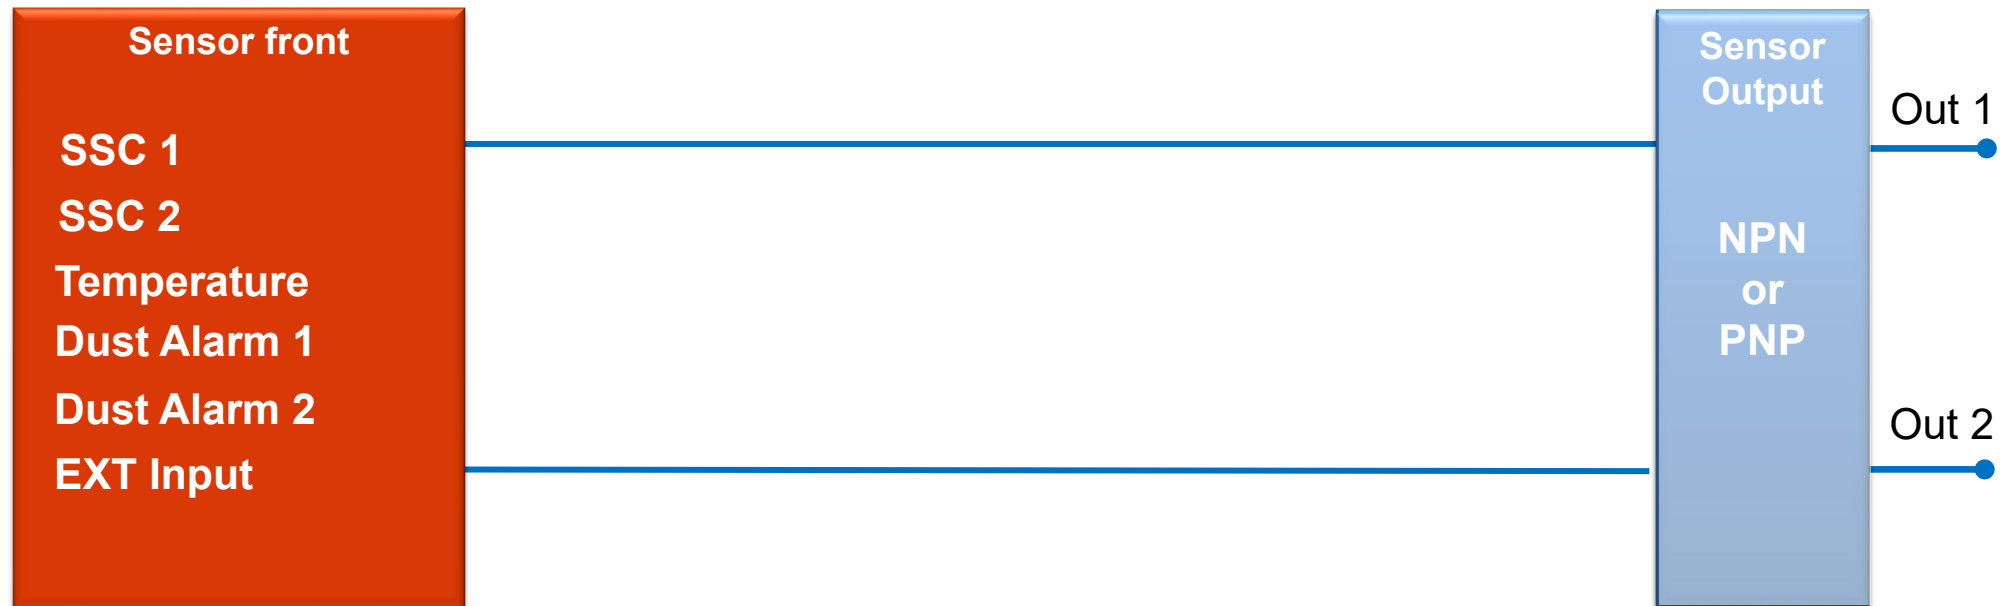 Sensor front
SSC 1
SSC 2
Temperature
Dust Alarm 1
Dust Alarm 2
EXT Input
Sensor
Output
NPN
or
PNP
Out 1
Out 2